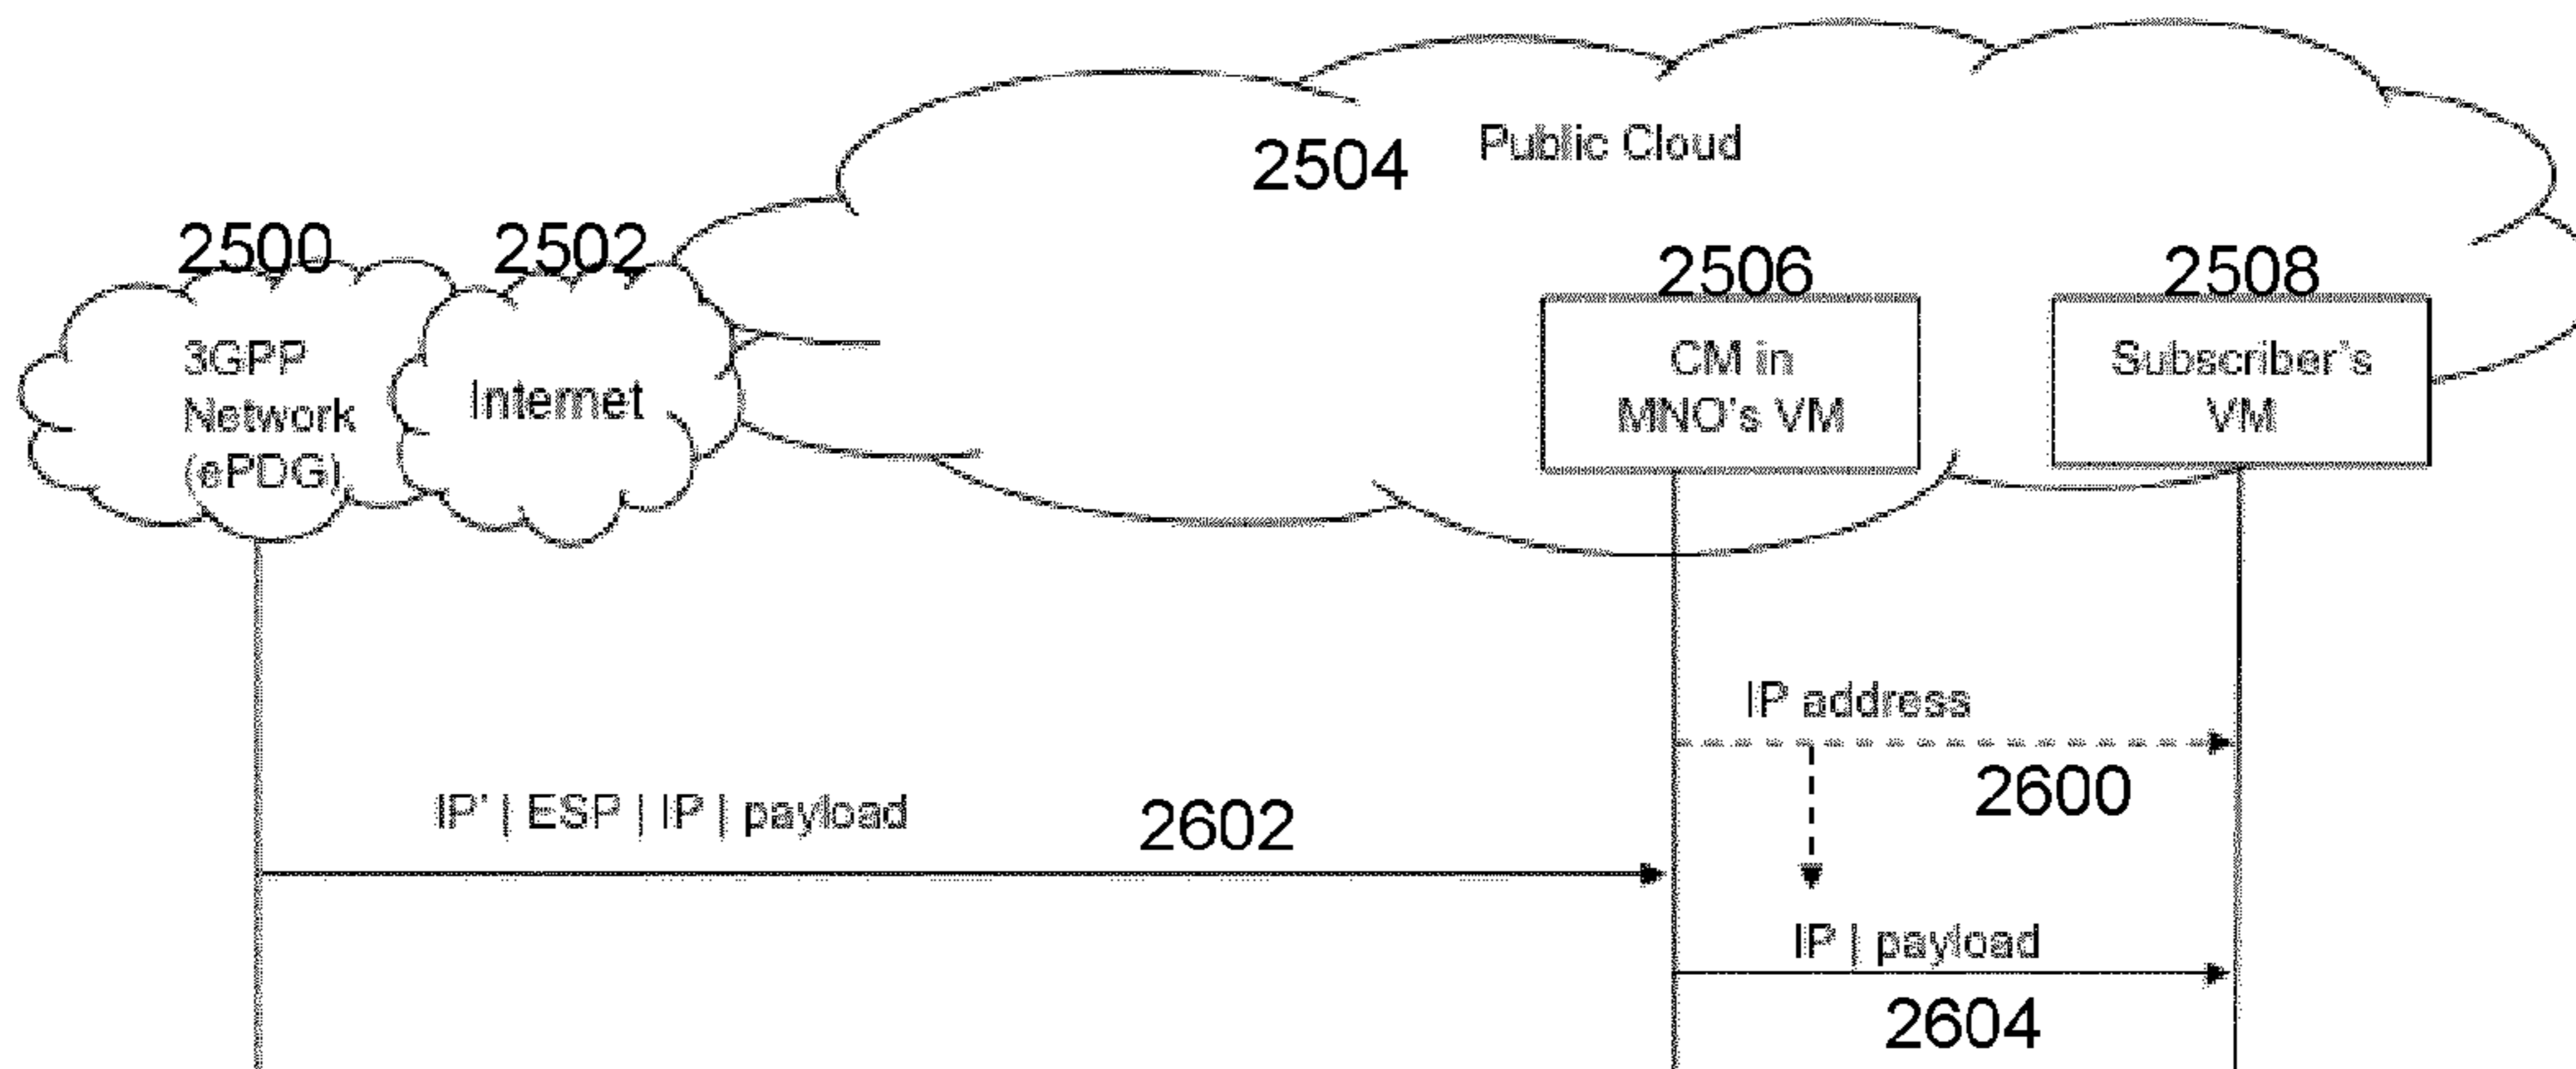 2504
Public Cloud
2500
2502
2506
2508
3GPP
Network
(ePDG)
Internet
CM in
MNO's VM
Subscriber's
VM
IP address
2600
IP' | ESP | IP | payload
2602
IP | payload
2604